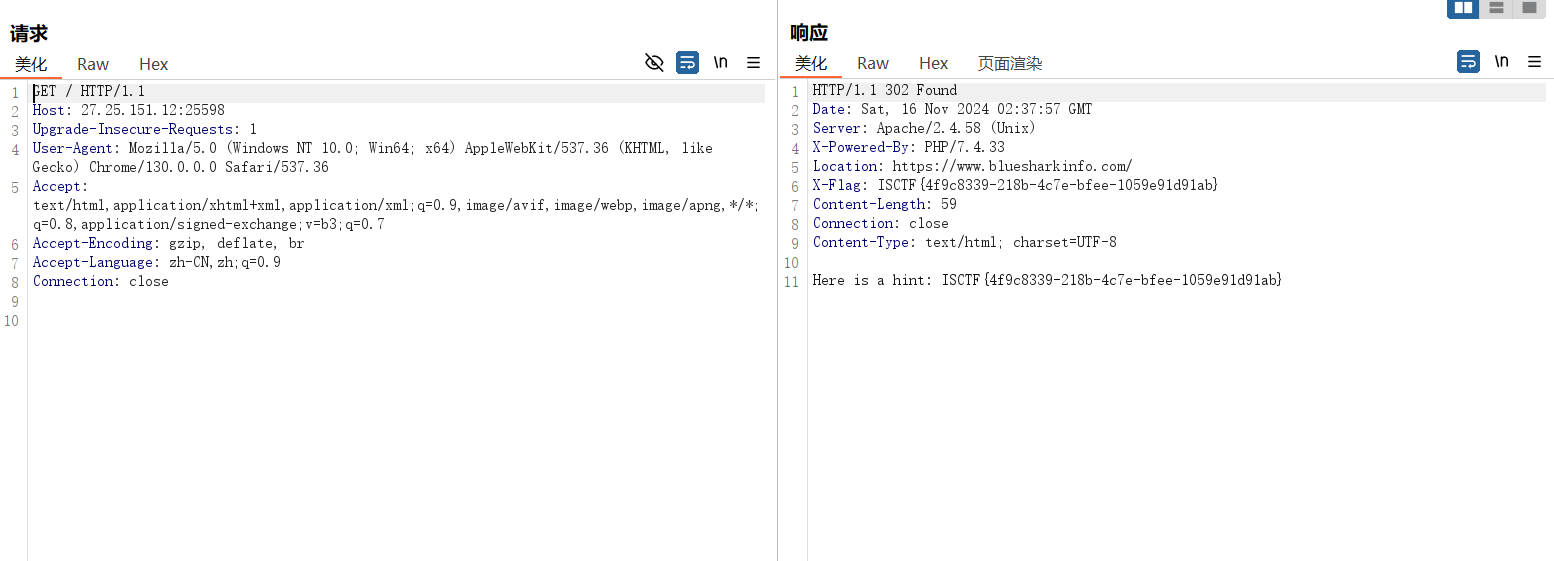 请求
美化 Raw Hex \n
1 GET / HTTP/1.1
2 Host: 27.25.151.12:25598
3 Upgrade-Insecure-Requests: 1
4 User-Agent: Mozilla/5.0 (Windows NT 10.0; Win64; x64) AppleWebKit/537.36 (KHTML, like
Gecko) Chrome/130.0.0.0 Safari/537.36
5 Accept:
text/html,application/xhtml+xml,application/xml;q=0.9,image/avif,image/webp,image/apng,*/*;
q=0.8,application/signed-exchange;v=b3;q=0.7
6 Accept-Encoding: gzip, deflate, br
7 Accept-Language: zh-CN,zh;q=0.9
8 Connection: close
9
10
响应
美化 Raw Hex 页面渲染 \n
1 HTTP/1.1 302 Found
2 Date: Sat, 16 Nov 2024 02:37:57 GMT
3 Server: Apache/2.4.58 (Unix)
4 X-Powered-By: PHP/7.4.33
5 Location: https://www.bluesharkinfo.com/
6 X-Flag: ISCTF{4f9c8339-218b-4c7e-bfee-1059e91d91ab}
7 Content-Length: 59
8 Connection: close
9 Content-Type: text/html; charset=UTF-8
10
11 Here is a hint: ISCTF{4f9c8339-218b-4c7e-bfee-1059e91d91ab}